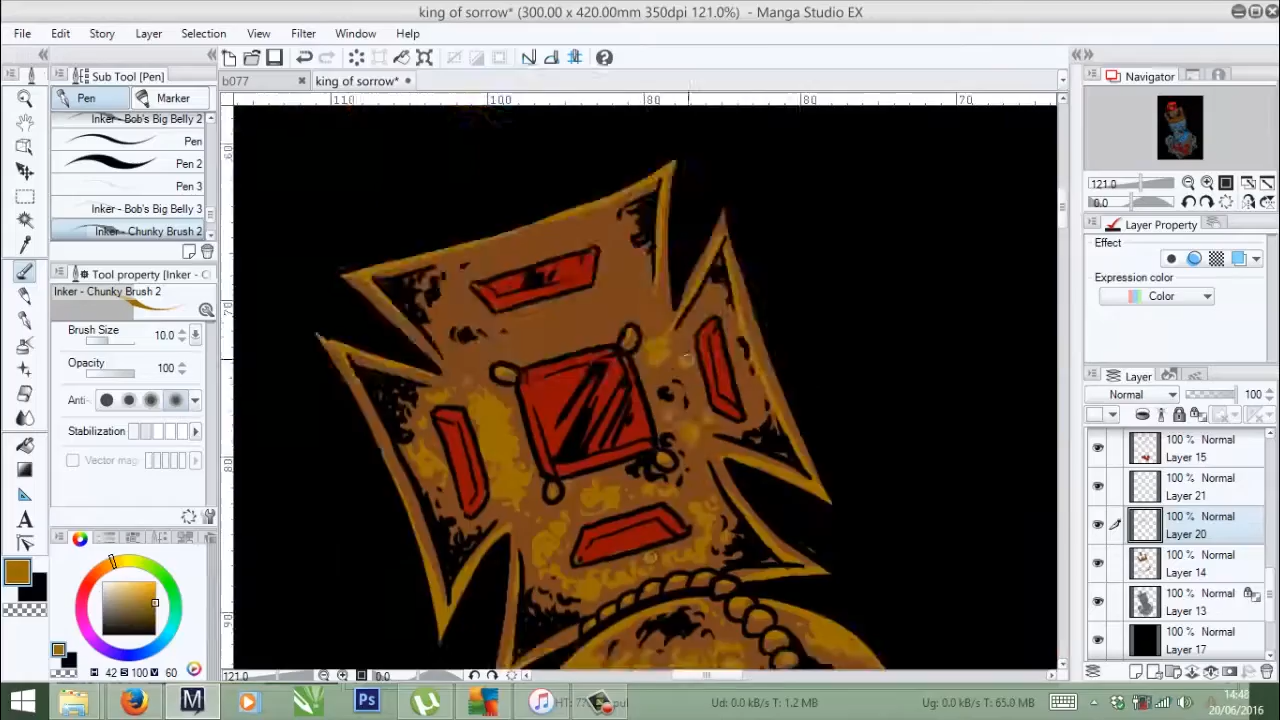 king of sorrow* (300.00 x 420.00mm 350dpi 121.0%) - Manga Studio EX
File Edit Story Layer Selection View Filter Window Help
Sub Tool [Pen]
b077
king of sorrow*
Navigator
Pen
Marker
110 100 80 80 70
Inker - Bob's Big Belly 2
Pen
Pen 2
Pen 3
Inker - Bob's Big Belly 3
Inker - Chunky Brush 2
121.0
0.0
Layer Property
Effect
Expression color
Color
Tool property [Inker - C
Inker - Chunky Brush 2
Brush Size 10.0
Opacity 100
Anti-
Stabilization
Vector mag
60
70
80
90
Layer
Normal 100
100 % Normal
Layer 15
100 % Normal
Layer 21
100 % Normal
Layer 20
100 % Normal
Layer 14
100 % Normal
Layer 13
100 % Normal
Layer 17
H 42 S 100 V 60
121.0
0.0
Ud: 0.0 kB/s T: 1.2 MB
Ug: 0.0 kB/s T: 65.0 MB
14:48
20/06/2016